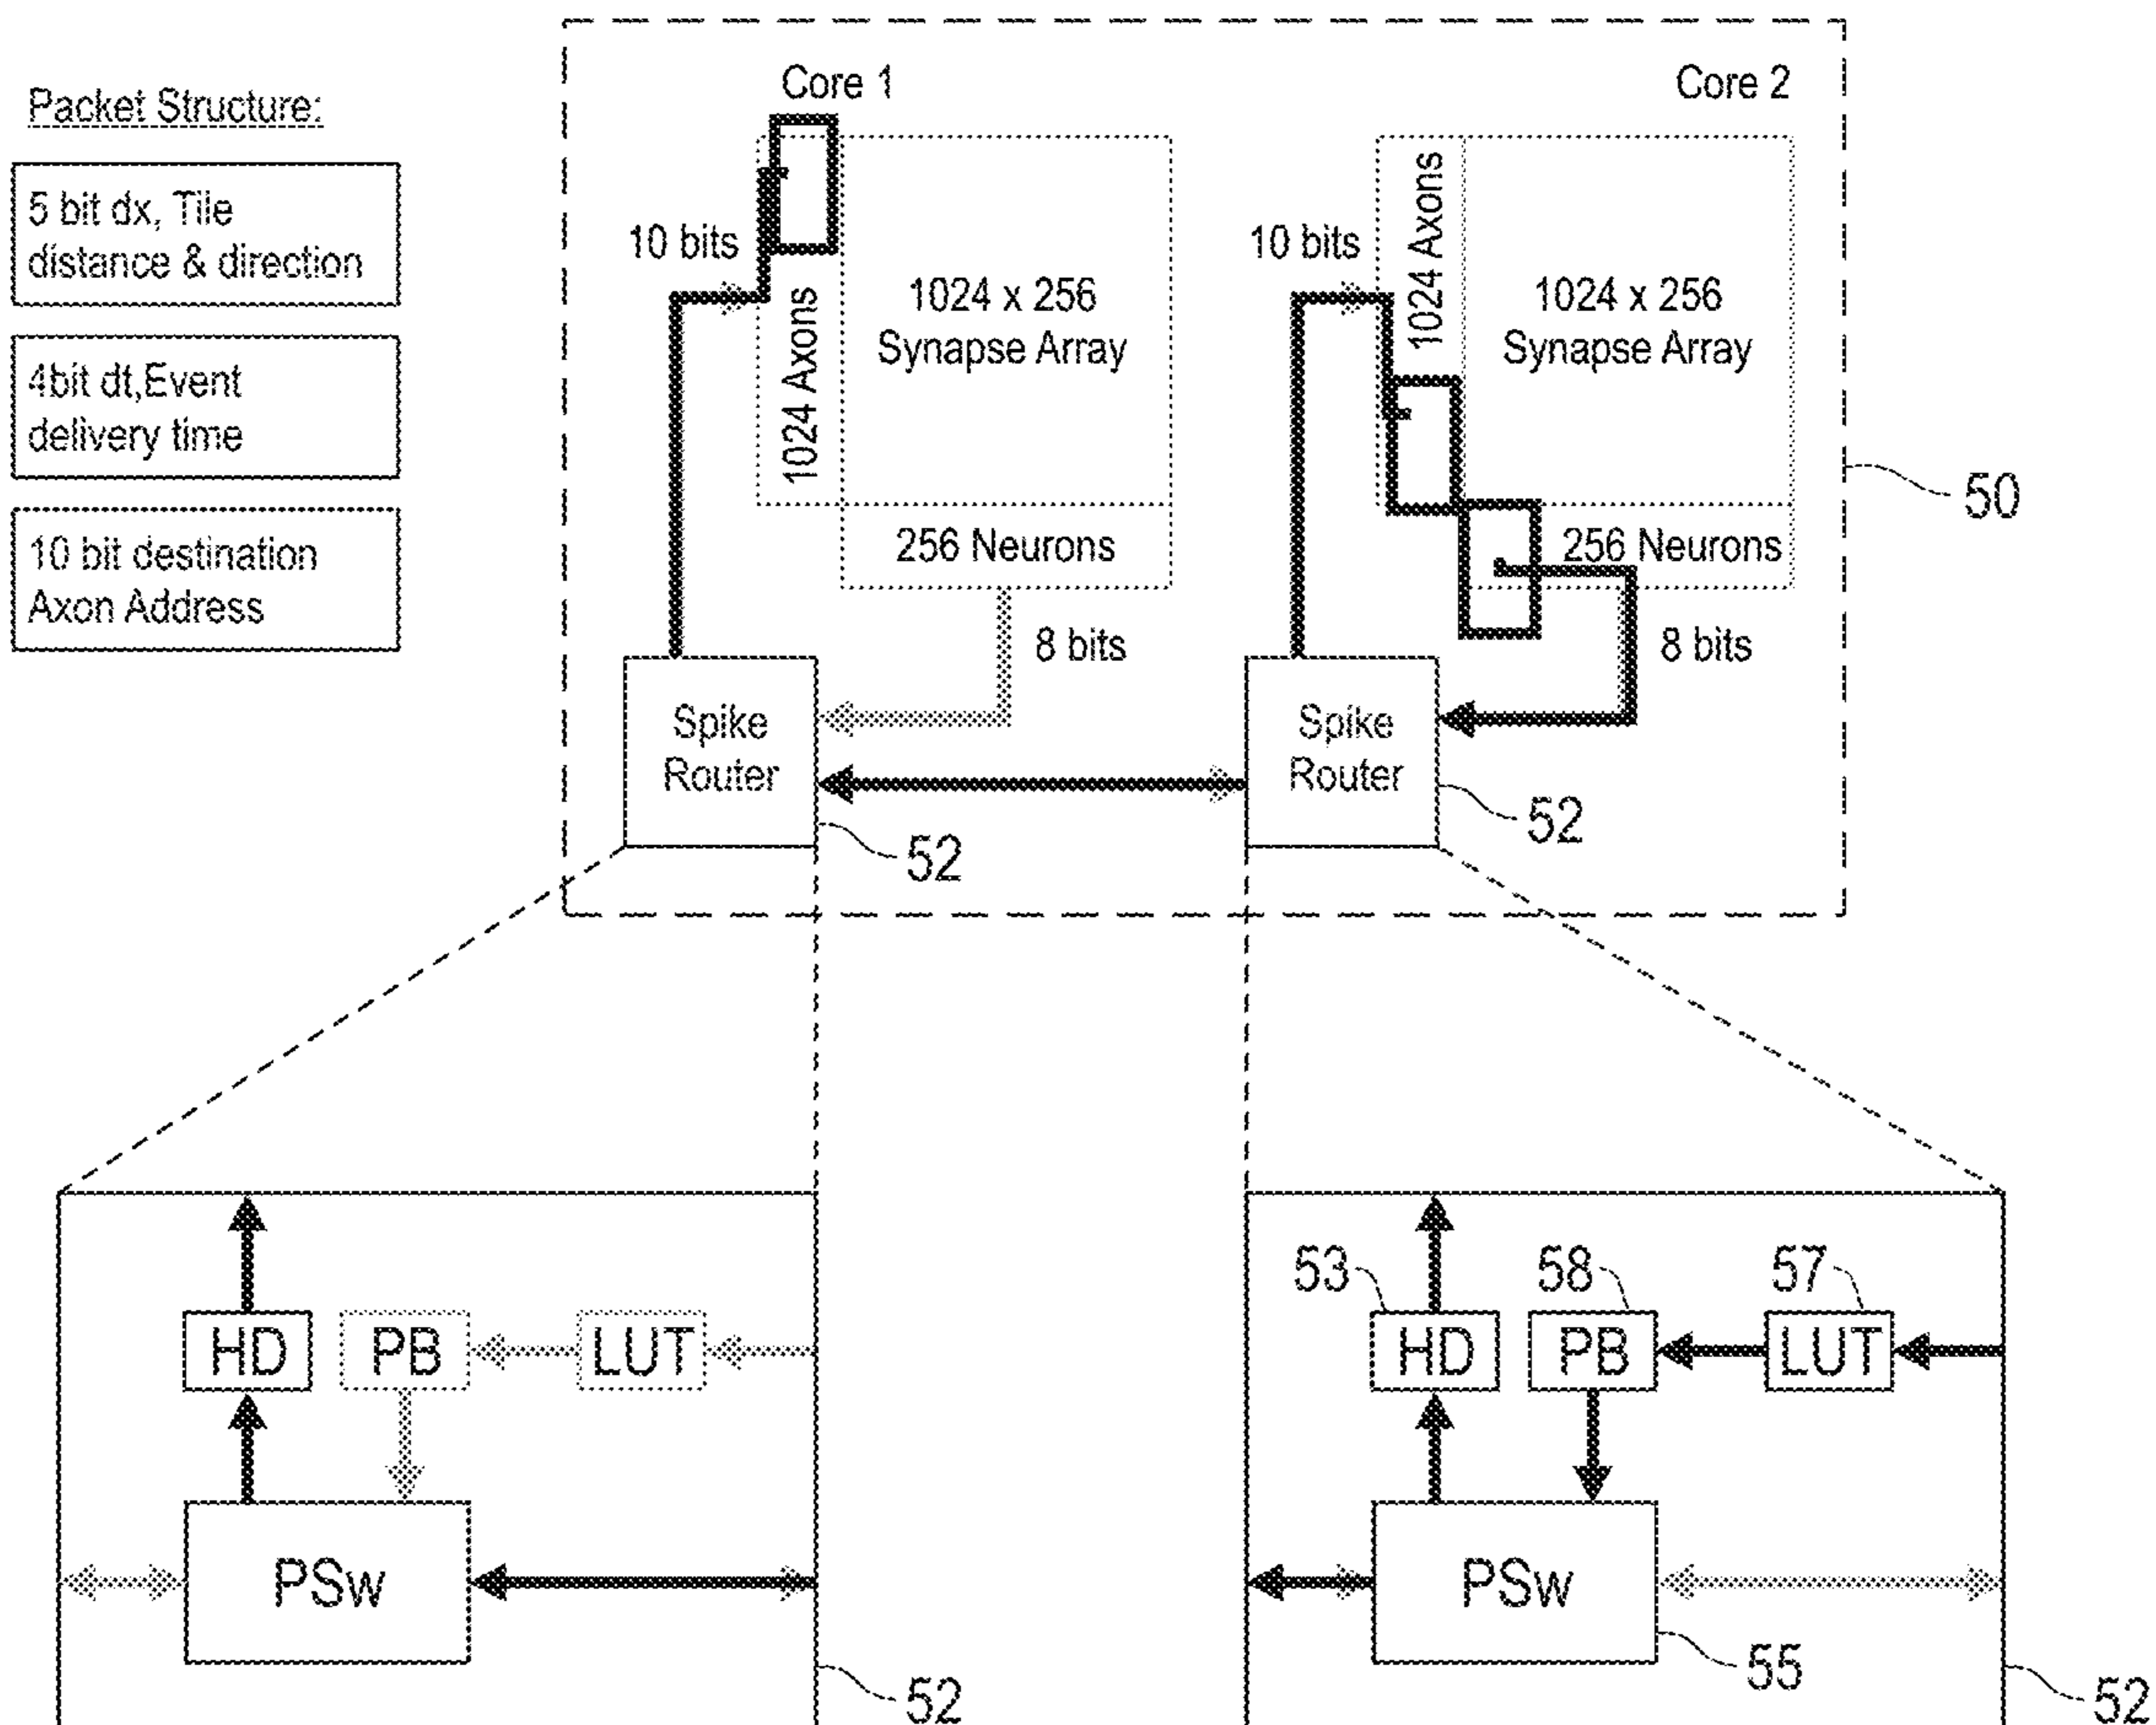 Packet Structure:
5 bit dx, Tile
distance & direction
4bit dt,Event
delivery time
10 bit destination
Axon Address
Core 1
Core 2
10 bits
1024 Axons
1024 x 256
Synapse Array
256 Neurons
8 bits
10 bits
1024 Axons
1024 x 256
Synapse Array
256 Neurons
8 bits
50
Spike
Router
52
Spike
Router
52
HD
PB
LUT
PSw
52
53
58
57
HD
PB
LUT
PSw
55
52